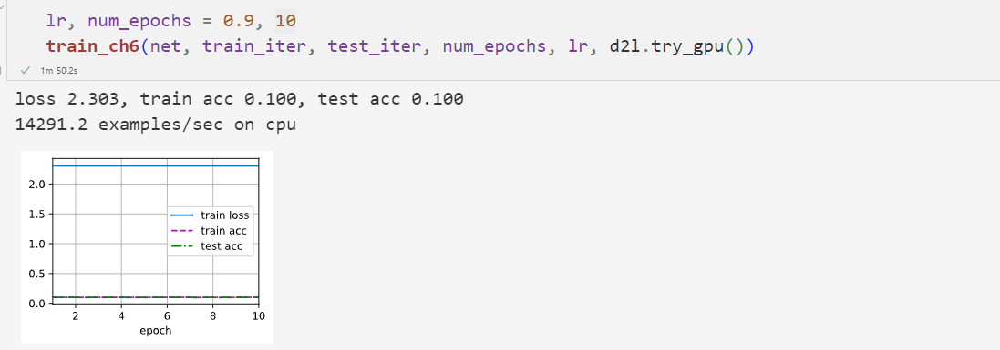 lr, num_epochs = 0.9, 10
train_ch6(net, train_iter, test_iter, num_epochs, lr, d2l.try_gpu())
✓ 1m 50.2s
loss 2.303, train acc 0.100, test acc 0.100
14291.2 examples/sec on cpu
2.0
1.5
1.0
0.5
0.0
train loss
train acc
test acc
2 4 6 8 10
epoch